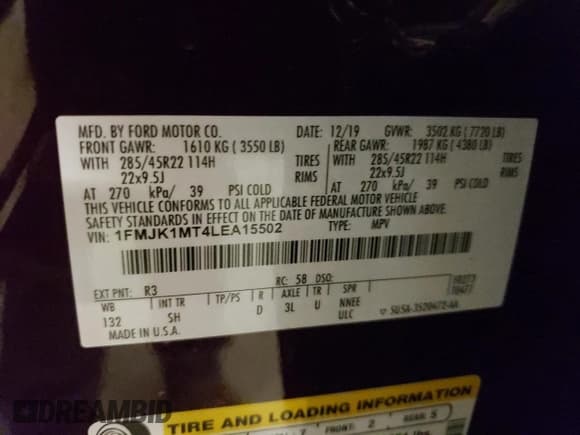 MFD. BY FORD MOTOR CO.
DATE: 12/19 GVWR: 3502 KG ( 7720 LB)
FRONT GAWR: 1610 KG ( 3550 LB)
REAR GAWR: 1987 KG ( 4380 LB)
WITH 285/45R22 114H TIRES
WITH 285/45R22 114H TIRES
22x9.5J RIMS
22x9.5J RIMS
AT 270 kPa/ 39 PSI COLD
AT 270 kPa/ 39 PSI COLD
THIS VEHICLE CONFORMS TO ALL APPLICABLE FEDERAL MOTOR VEHICLE
SAFETY STANDARDS IN EFFECT ON THE DATE OF MANUFACTURE SHOWN ABOVE.
VIN: 1FMJK1MT4LEA15502 TYPE: MPV
EXT PNT: R3 RC: 58 DSO:
WB INT TR TP/PS R AXLE TR SPR
132 SH D 3L U NNEE
ULC
MADE IN U.S.A.
TIRE AND LOADING INFORMATION
FRONT: 2 REAR: 5
DREAMBID